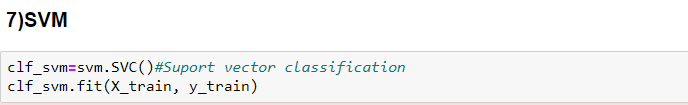 7)SVM
clf_svm=svm.SVC()#Suport vector classification
clf_svm.fit(X_train, y_train)